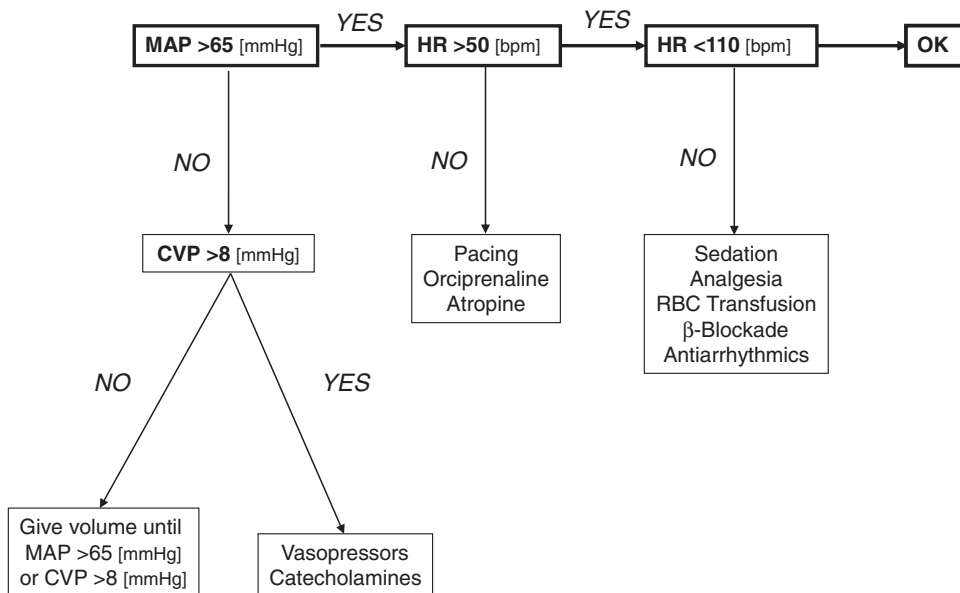 YES
YES
MAP >65 [mmHg]
HR >50 [bpm]
HR <110 [bpm]
OK
NO
NO
NO
CVP >8 [mmHg]
Pacing
Orciprenaline
Atropine
Sedation
Analgesia
RBC Transfusion
β-Blockade
Antiarrhythmics
NO
YES
Give volume until
MAP >65 [mmHg]
or CVP >8 [mmHg]
Vasopressors
Catecholamines